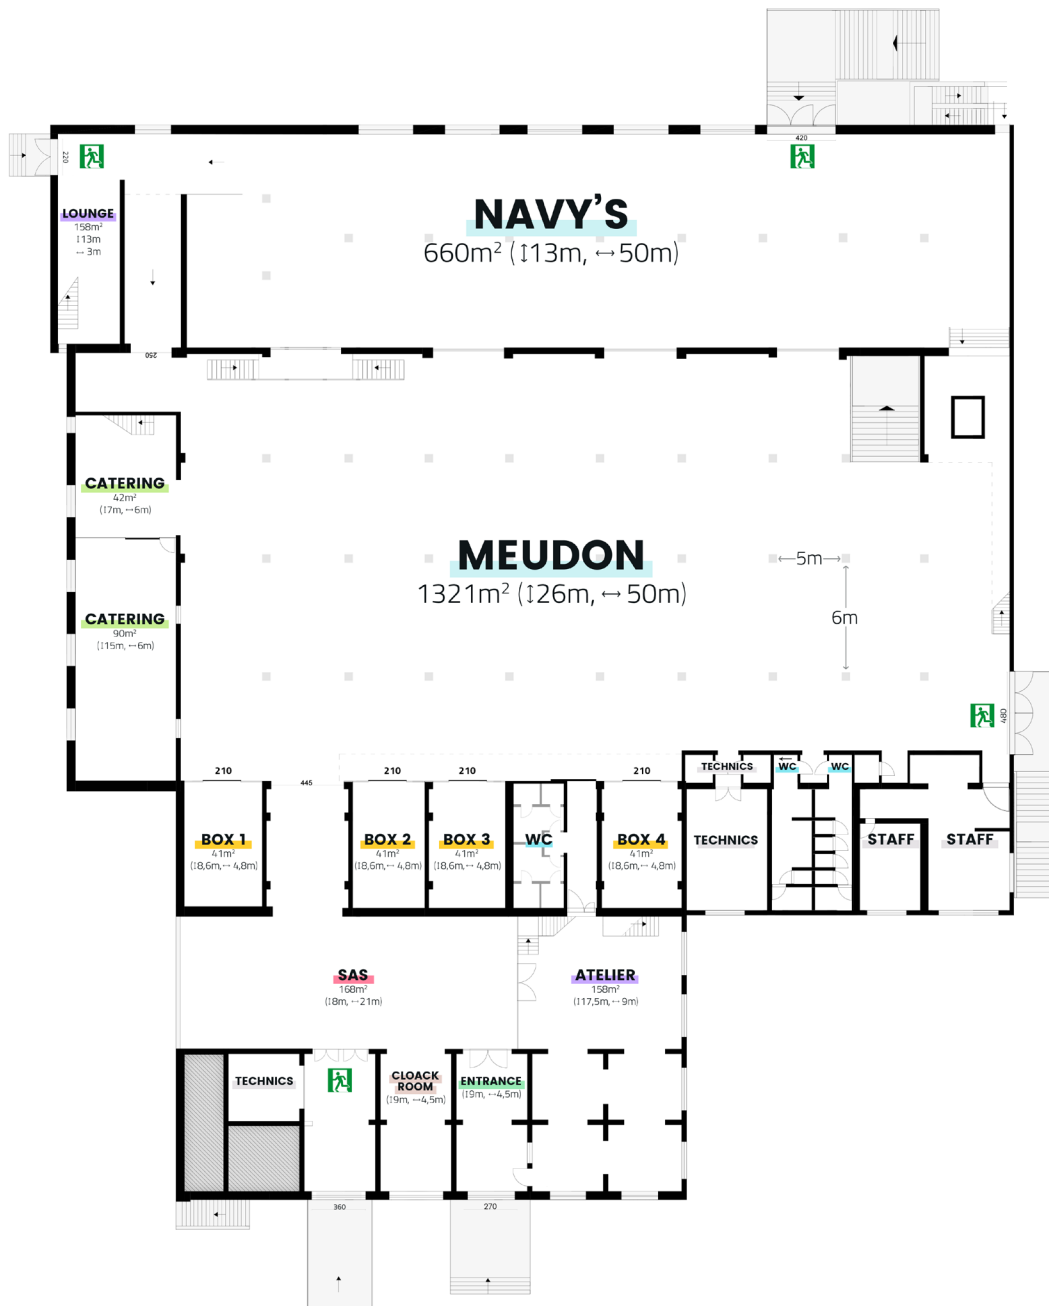 420
220
NAVY’S
660m² (↕13m, ↔50m)
LOUNGE
158m²
↕13m
↔ 3m
250
CATERING
42m²
(↕7m, ↔6m)
MEUDON
1321m² (↕26m, ↔50m)
5m
6m
CATERING
90m²
(↕15m, ↔6m)
480
210
445
210
210
210
TECHNICS
WC
WC
BOX 1
41m²
(↕8,6m, ↔4,8m)
BOX 2
41m²
(↕8,6m, ↔4,8m)
BOX 3
41m²
(↕8,6m, ↔4,8m)
WC
BOX 4
41m²
(↕8,6m, ↔4,8m)
TECHNICS
STAFF
STAFF
SAS
168m²
(↕8m, ↔21m)
ATELIER
158m²
(↕17,5m, ↔9m)
TECHNICS
CLOACK
ROOM
(↕9m, ↔4,5m)
ENTRANCE
(↕9m, ↔4,5m)
360
270